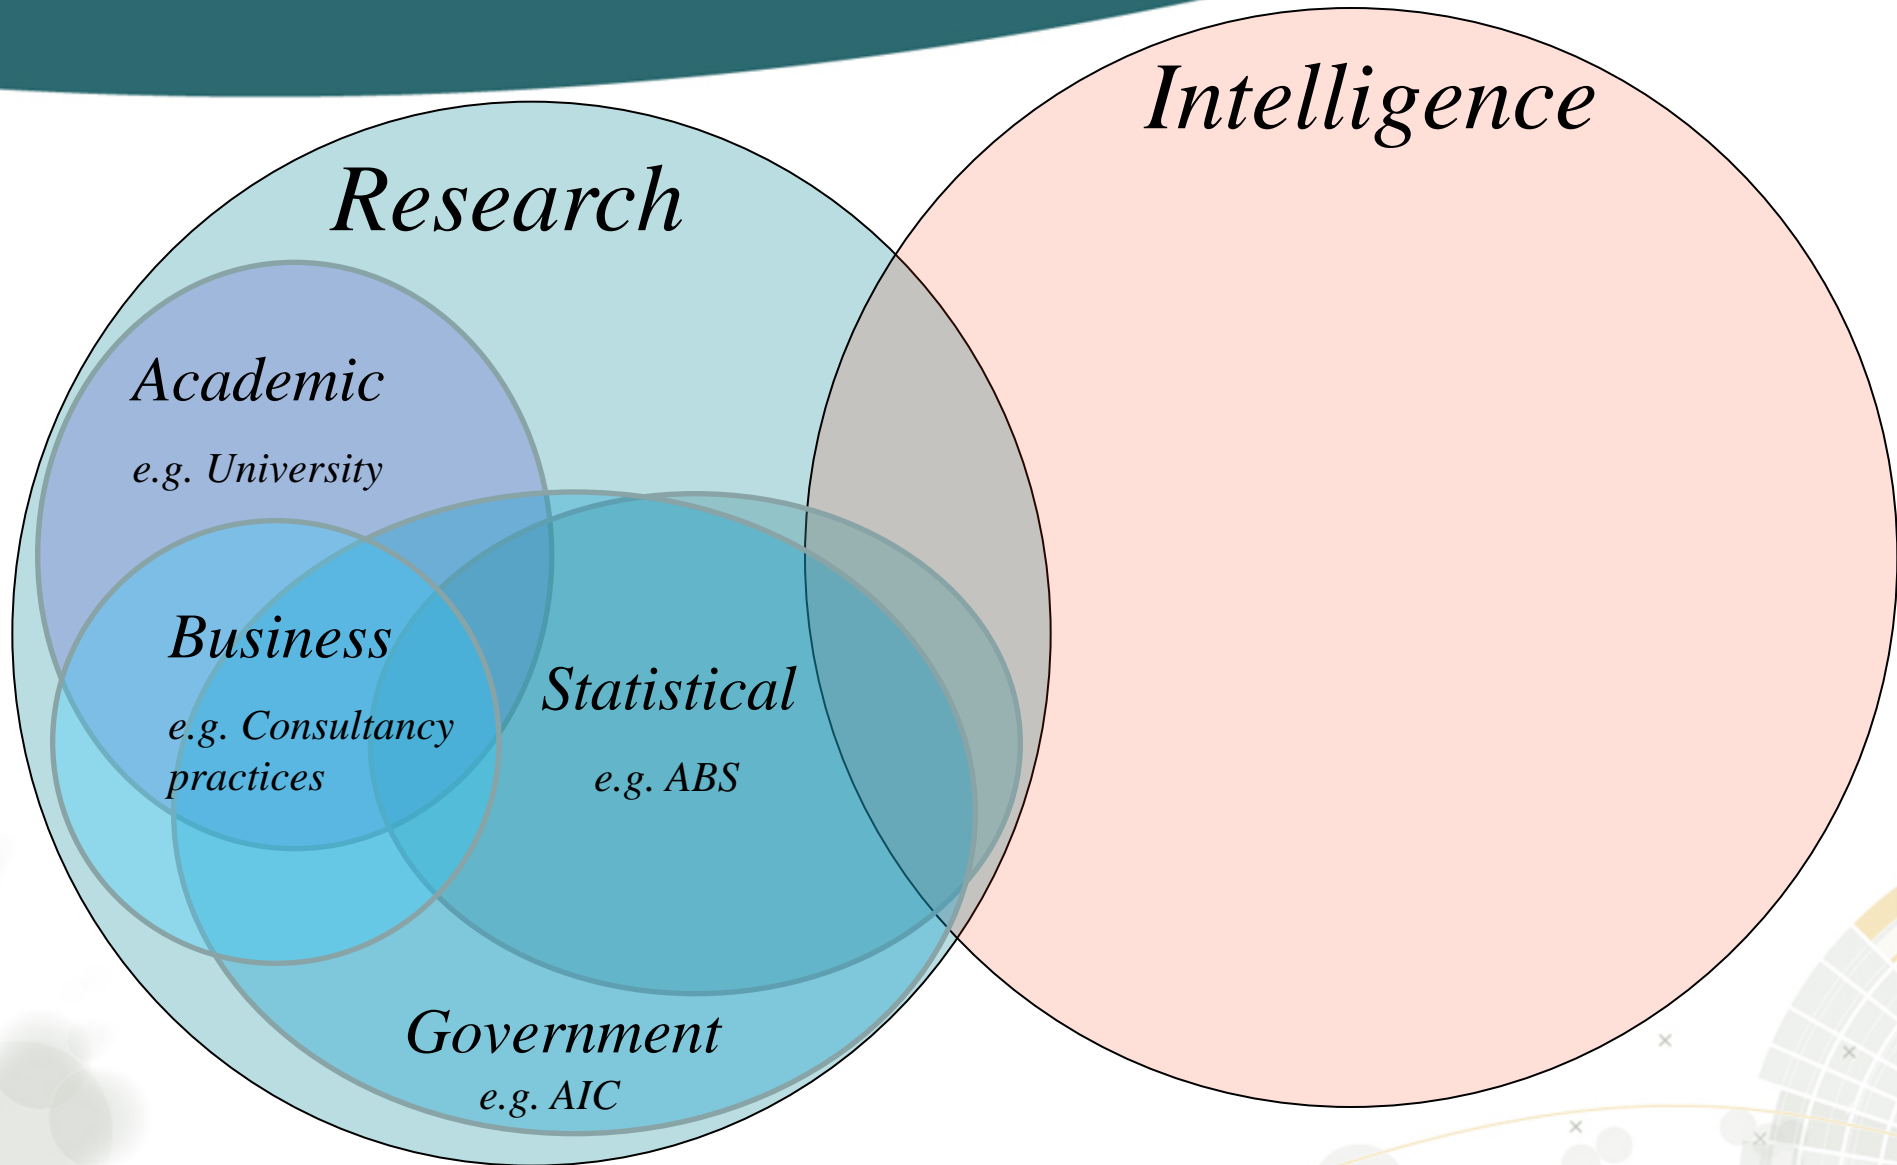 Intelligence
Research
Academic
e.g. University
Business
e.g. Consultancy
practices
Statistical
e.g. ABS
Government
e.g. AIC